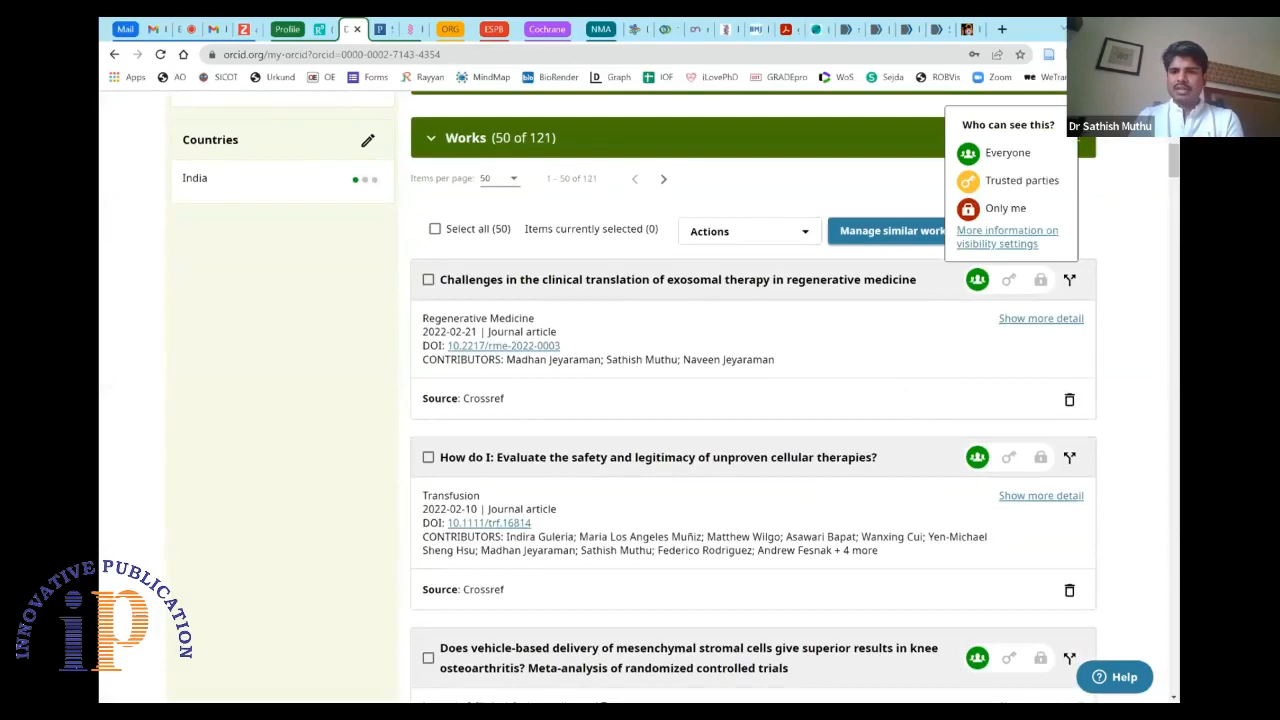 Mail
M
E
M
Z
Profile
ORG
ESPB
Cochrane
NMA
BMJ
orcid.org/my-orcid?orcid=0000-0002-7143-4354
Apps
AO
SICOT
Urkund
OE
Forms
Rayyan
MindMap
BioRender
Graph
IOF
iLovePhD
GRADEpro
WoS
Sejda
ROBVis
Zoom
WeTran
Dr Sathish Muthu
Countries
India
Works (50 of 121)
Items per page: 50
1 - 50 of 121
Who can see this?
Everyone
Trusted parties
Only me
More information on
visibility settings
Select all (50)
Items currently selected (0)
Actions
Manage similar work
Challenges in the clinical translation of exosomal therapy in regenerative medicine
Regenerative Medicine
Show more detail
2022-02-21 | Journal article
DOI: 10.2217/rme-2022-0003
CONTRIBUTORS: Madhan Jeyaraman; Sathish Muthu; Naveen Jeyaraman
Source: Crossref
How do I: Evaluate the safety and legitimacy of unproven cellular therapies?
Transfusion
Show more detail
2022-02-10 | Journal article
DOI: 10.1111/trf.16814
CONTRIBUTORS: Indira Guleria; Maria Los Angeles Muñiz; Matthew Wilgo; Asawari Bapat; Wanxing Cui; Yen-Michael
Sheng Hsu; Madhan Jeyaraman; Sathish Muthu; Federico Rodriguez; Andrew Fesnak + 4 more
Source: Crossref
Does vehicle-based delivery of mesenchymal stromal cells give superior results in knee
osteoarthritis? Meta-analysis of randomized controlled trials
Help
INNOVATIVE PUBLICATION
ip